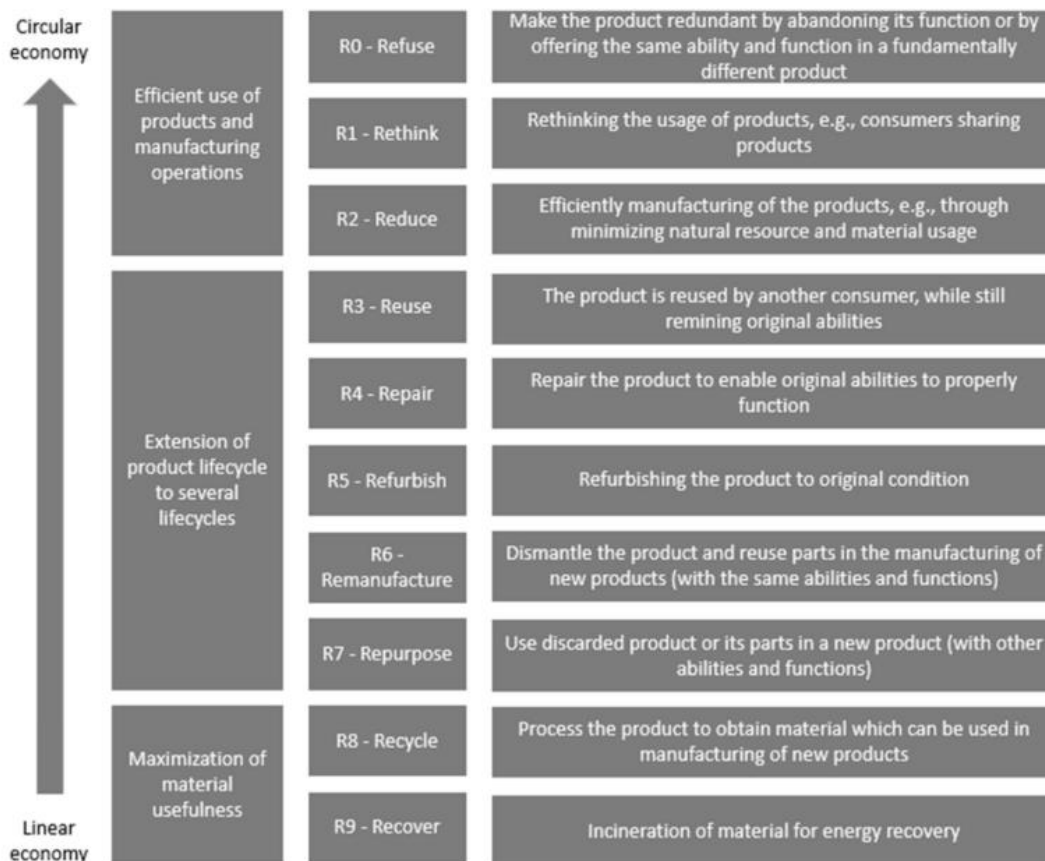 Circular
economy
Efficient use of
products and
manufacturing
operations
R0 - Refuse
Make the product redundant by abandoning its function or by
offering the same ability and function in a fundamentally
different product
R1 - Rethink
Rethinking the usage of products, e.g., consumers sharing
products
R2 - Reduce
Efficiently manufacturing of the products, e.g., through
minimizing natural resource and material usage
Extension of
product lifecycle
to several
lifecycles
R3 - Reuse
The product is reused by another consumer, while still
remining original abilities
R4 - Repair
Repair the product to enable original abilities to properly
function
R5 - Refurbish
Refurbishing the product to original condition
R6 -
Remanufacture
Dismantle the product and reuse parts in the manufacturing of
new products (with the same abilities and functions)
R7 - Repurpose
Use discarded product or its parts in a new product (with other
abilities and functions)
Maximization of
material
usefulness
R8 - Recycle
Process the product to obtain material which can be used in
manufacturing of new products
R9 - Recover
Incineration of material for energy recovery
Linear
economy